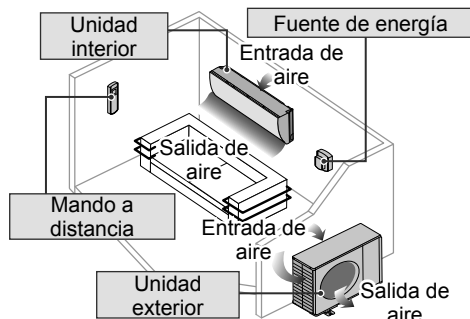 Unidad
interior
Fuente de energía
Entrada de
aire
Salida de
aire
Mando a
distancia
Entrada de
aire
Unidad
exterior
Salida de
aire